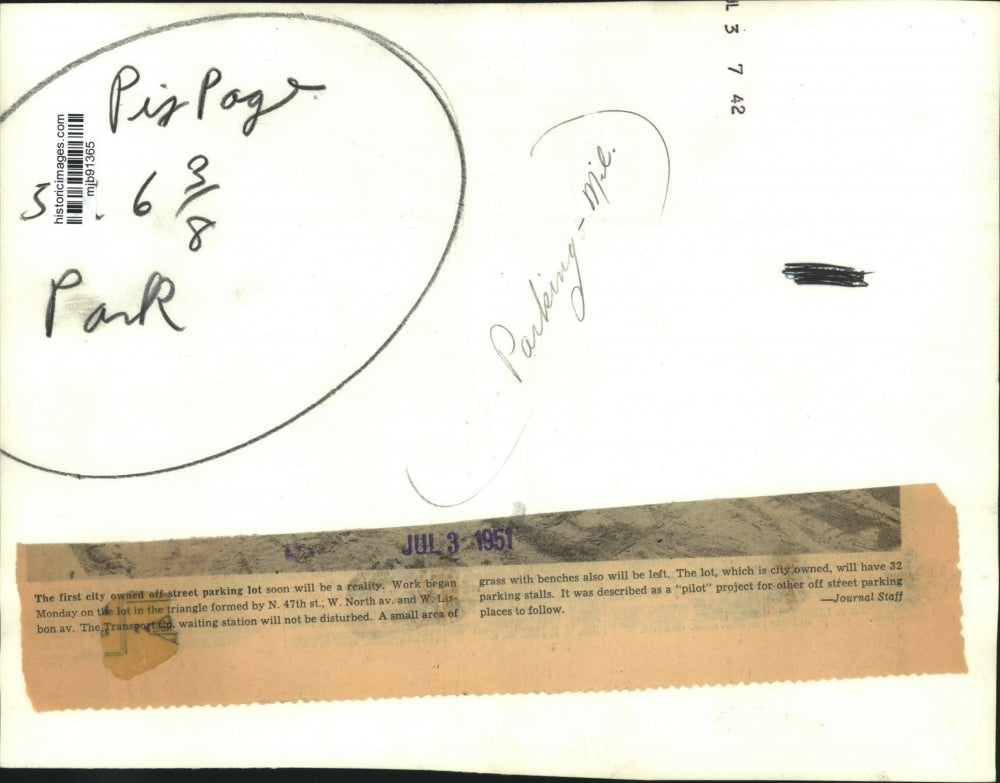 Pix Page
historicimages.com
mjb91365
3 6 3/8
Park
Parking - Mil.
L 3 7 42
JUL 3 1951
The first city owned off-street parking lot soon will be a reality. Work began
Monday on the lot in the triangle formed by N. 47th st., W. North av. and W. Lis-
bon av. The Transport Co. waiting station will not be disturbed. A small area of
grass with benches also will be left. The lot, which is city owned, will have 32
parking stalls. It was described as a "pilot" project for other off street parking
places to follow.
—Journal Staff